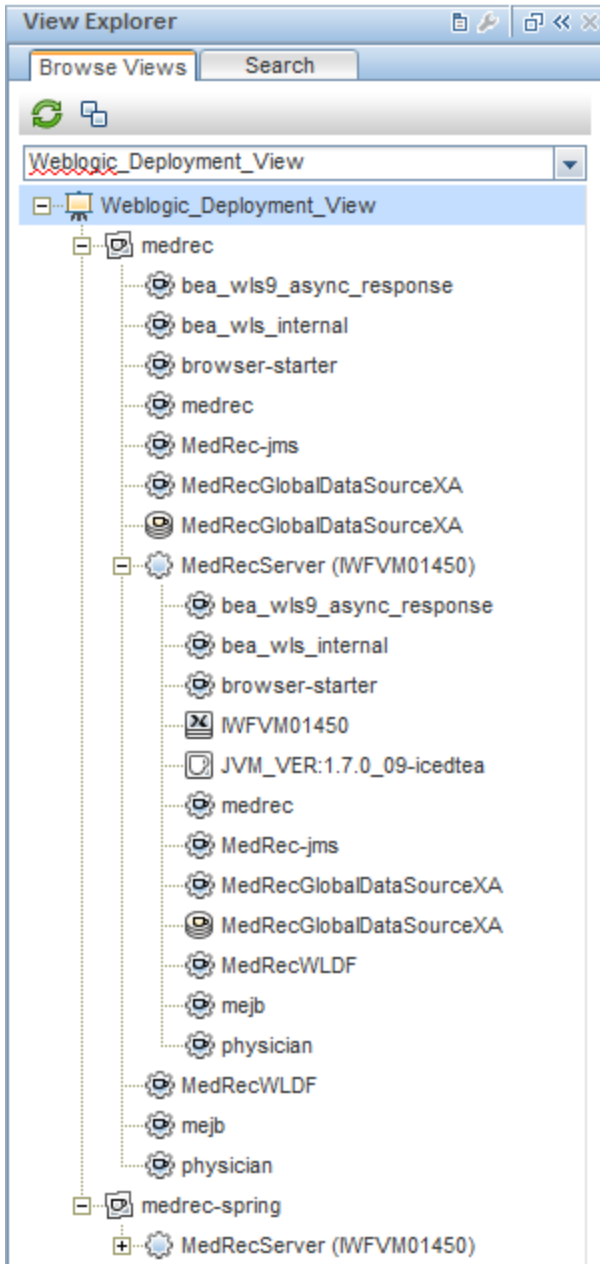 View Explorer
Browse Views
Search
Weblogic_Deployment_View
Weblogic_Deployment_View
medrec
bea_wls9_async_response
bea_wls_internal
browser-starter
medrec
MedRec-jms
MedRecGlobalDataSourceXA
MedRecGlobalDataSourceXA
MedRecServer (IWFVM01450)
bea_wls9_async_response
bea_wls_internal
browser-starter
IWFVM01450
JVM_VER:1.7.0_09-icedtea
medrec
MedRec-jms
MedRecGlobalDataSourceXA
MedRecGlobalDataSourceXA
MedRecWLDF
mejb
physician
MedRecWLDF
mejb
physician
medrec-spring
MedRecServer (IWFVM01450)